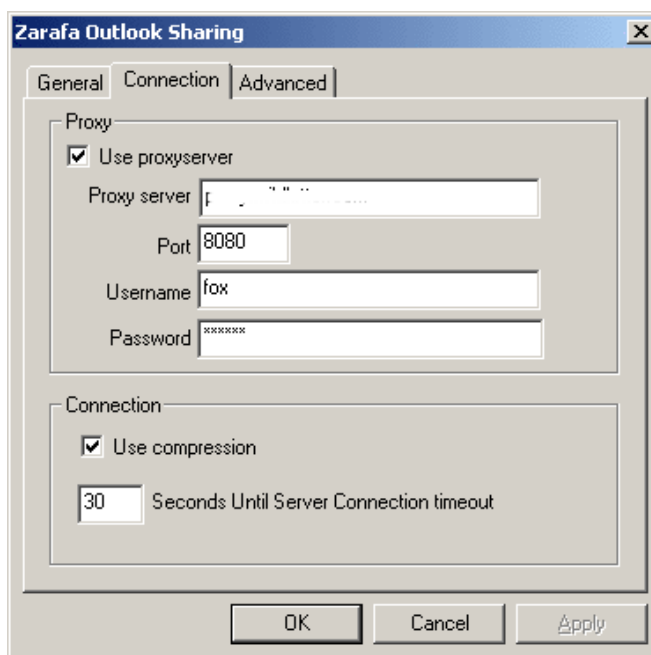 Zarafa Outlook Sharing
General Connection Advanced
Proxy
Use proxyserver
Proxy server
Port 8080
Username fox
Password ××××××
Connection
Use compression
30 Seconds Until Server Connection timeout
OK Cancel Apply